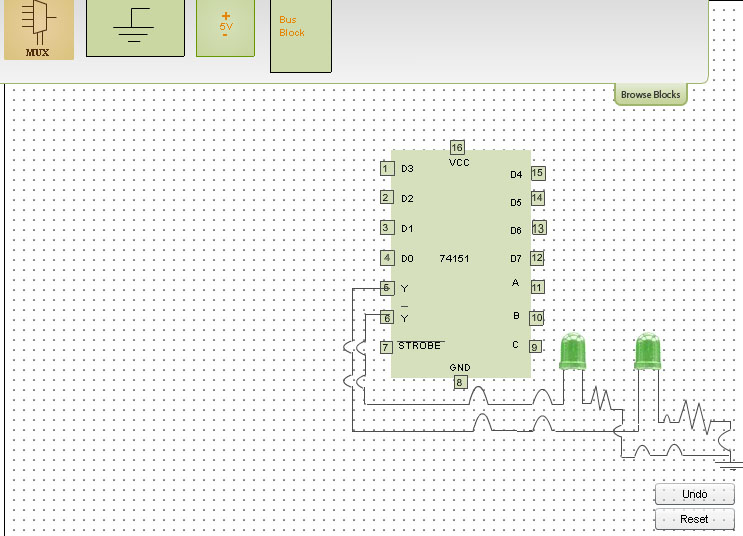 MUX
+
5V
-
Bus
Block
Browse Blocks
16
VCC
1 D3
D4 15
2 D2
D5 14
3 D1
D6 13
4 D0
74151
D7 12
5 Y
A 11
6 Y
B 10
7 STROBE
C 9
GND
8
Undo
Reset